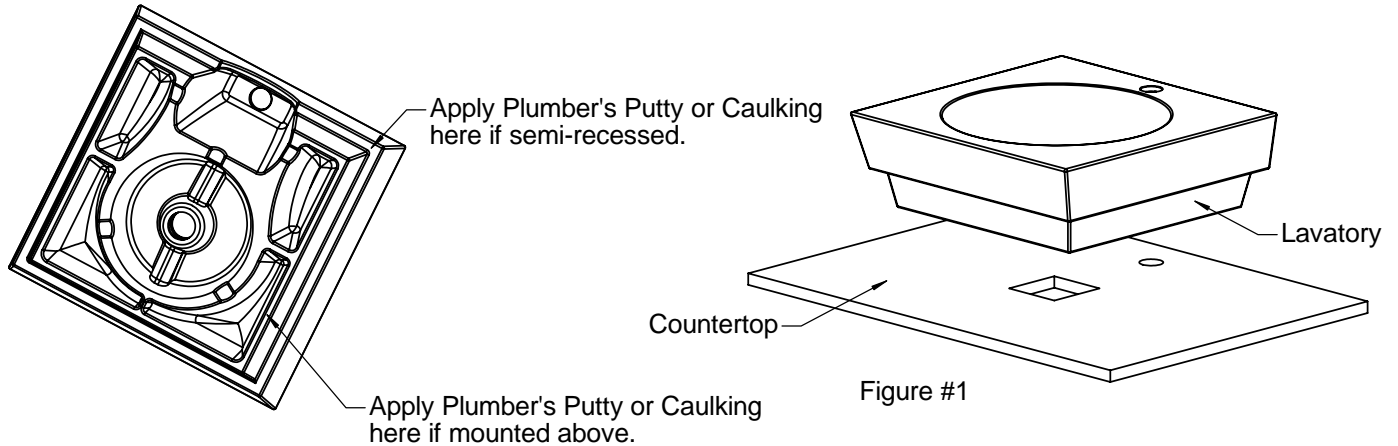 Apply Plumber's Putty or Caulking
here if semi-recessed.
Lavatory
Countertop
Figure #1
Apply Plumber's Putty or Caulking
here if mounted above.